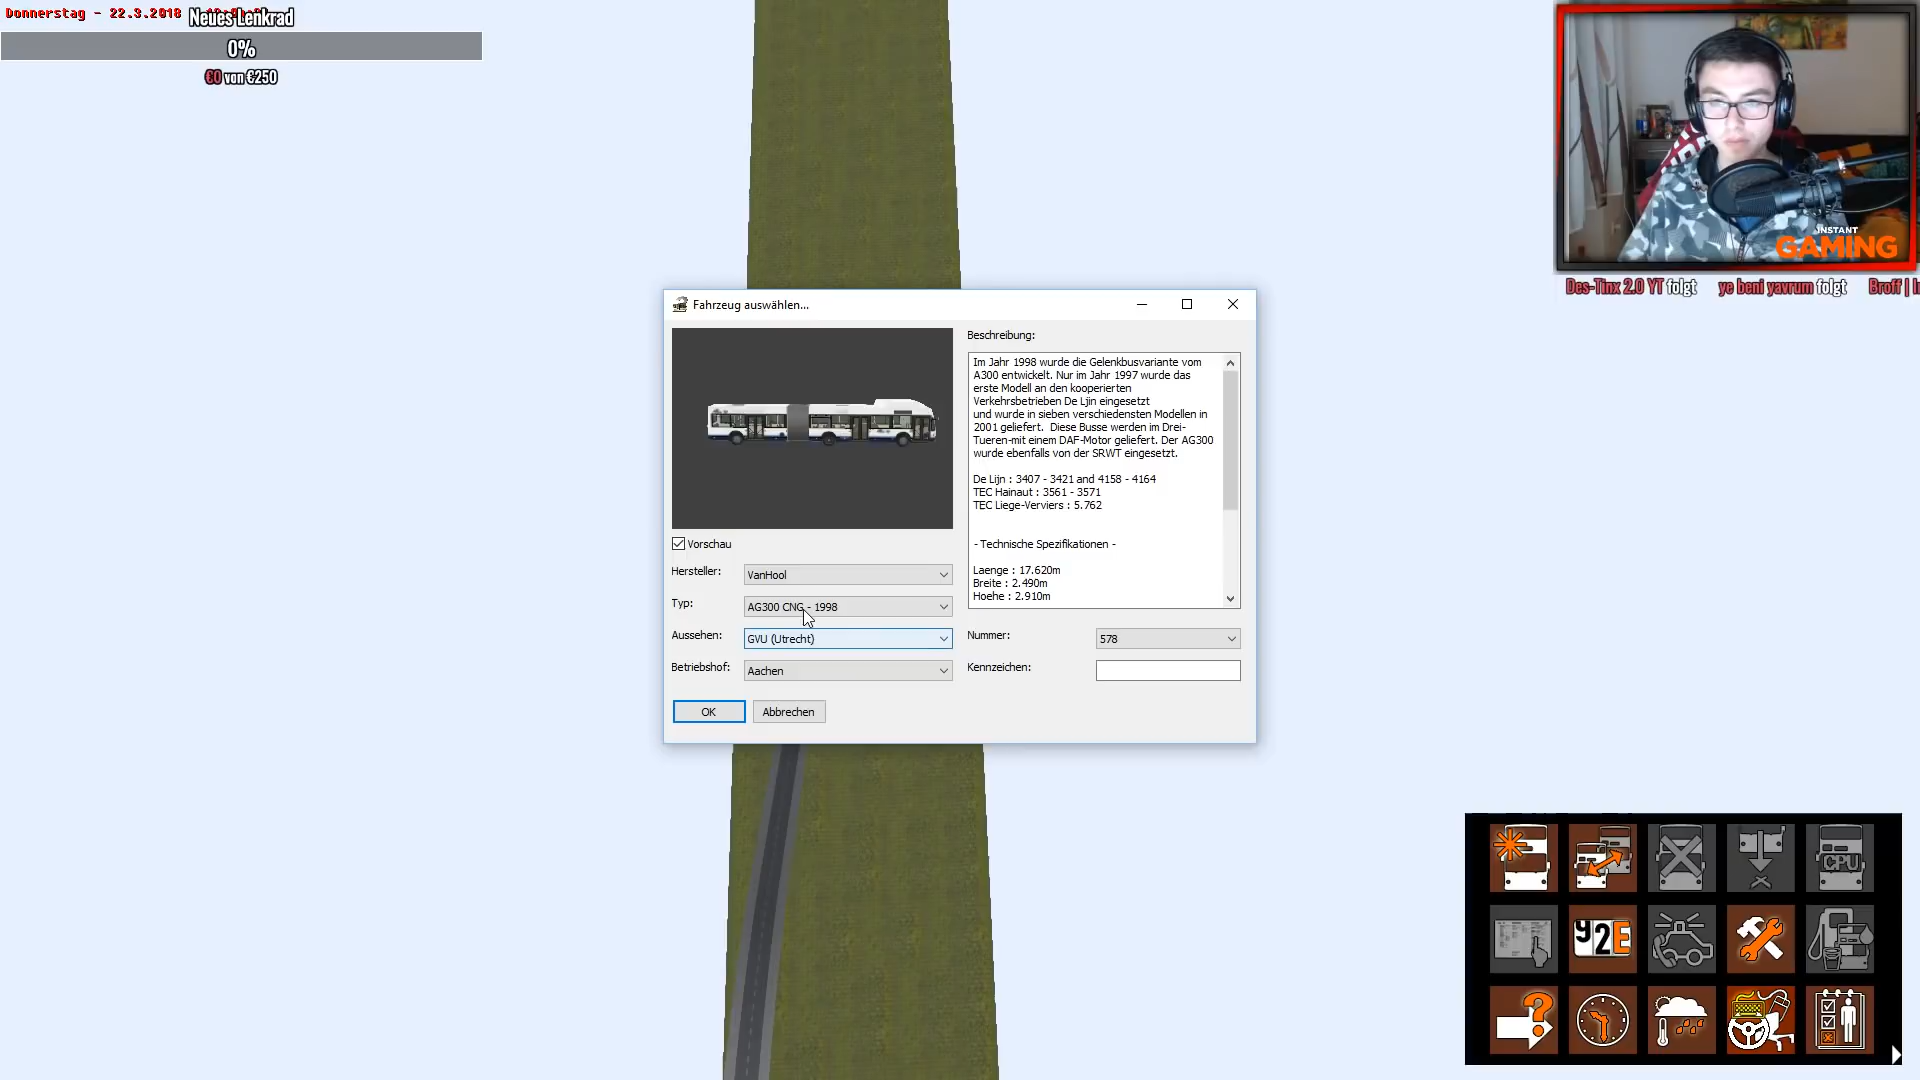 Donnerstag - 22.3.2018
Neues Lenkrad
0%
€0 von €250
INSTANT
GAMING
Des-Tinx 2.0 YT folgt ye beni yavrum folgt Broff |
Fahrzeug auswählen...
Beschreibung:
Im Jahr 1998 wurde die Gelenkbusvariante vom
A300 entwickelt. Nur im Jahr 1997 wurde das
erste Modell an den kooperierten
Verkehrsbetrieben De Ljin eingesetzt
und wurde in sieben verschiedensten Modellen in
2001 geliefert. Diese Busse werden im Drei-
Tueren-mit einem DAF-Motor geliefert. Der AG300
wurde ebenfalls von der SRWT eingesetzt.
De Lijn : 3407 - 3421 and 4158 - 4164
TEC Hainaut : 3561 - 3571
TEC Liege-Verviers : 5.762
- Technische Spezifikationen -
Laenge : 17.620m
Breite : 2.490m
Hoehe : 2.910m
Vorschau
Hersteller: VanHool
Typ: AG300 CNG - 1998
Aussehen: GVU (Utrecht)
Nummer: 578
Betriebshof: Aachen
Kennzeichen:
OK
Abbrechen
CPU
92E